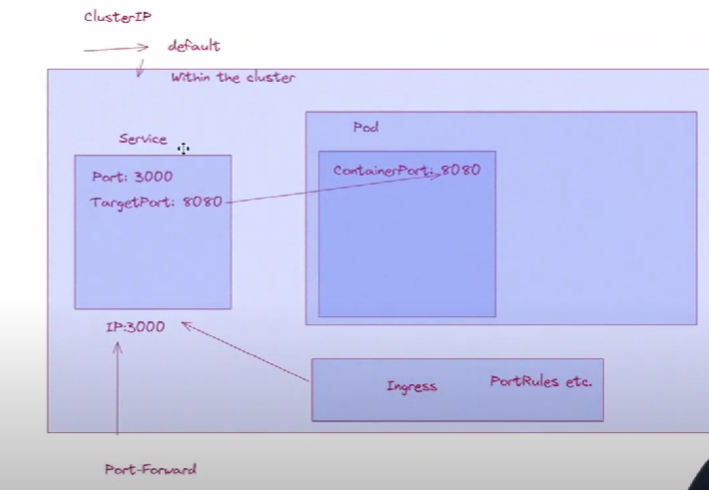 ClusterIP
default
Within the cluster
Service
Port: 3000
TargetPort: 8080
IP:3000
Pod
ContainerPort: 8080
Ingress
PortRules etc.
Port-Forward